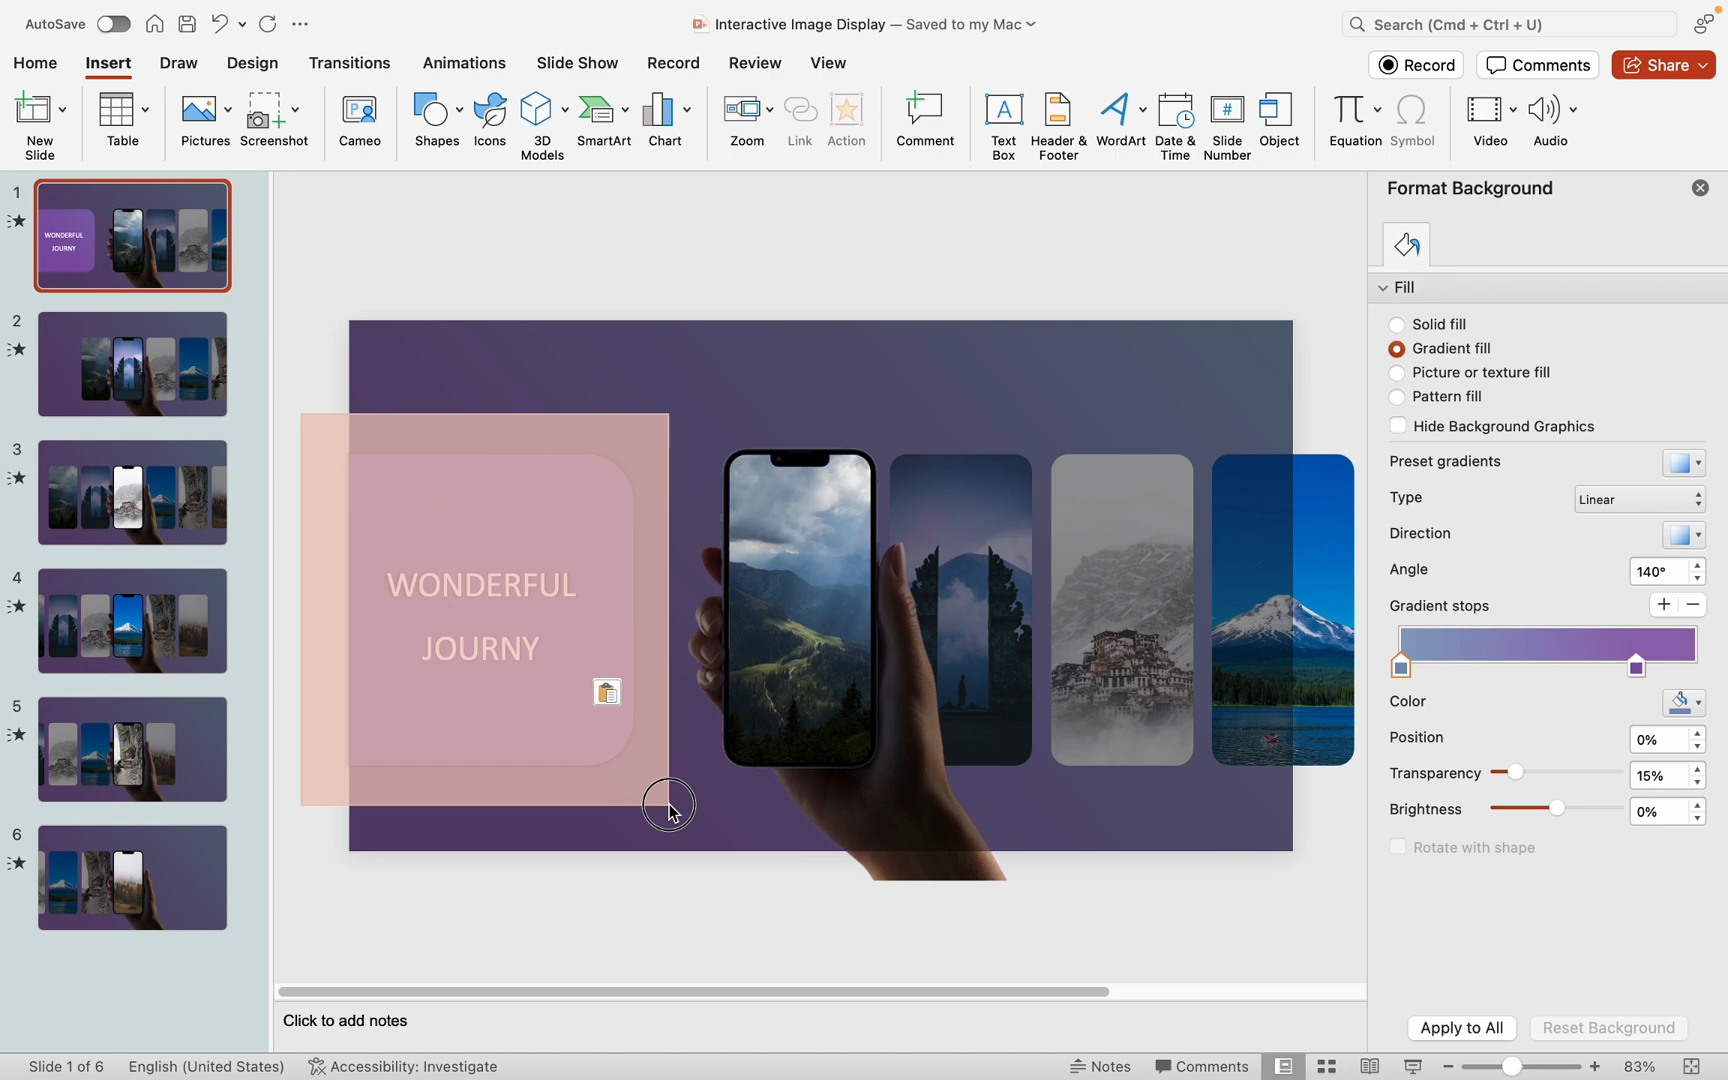 AutoSave
Interactive Image Display — Saved to my Mac
Search (Cmd + Ctrl + U)
Home Insert Draw Design Transitions Animations Slide Show Record Review View
Record Comments Share
New Slide
Table
Pictures
Screenshot
Cameo
Shapes
Icons
3D Models
SmartArt
Chart
Zoom
Link
Action
Comment
Text Box
Header & Footer
WordArt
Date & Time
Slide Number
Object
Equation
Symbol
Video
Audio
1
WONDERFUL
JOURNY
2
3
4
5
6
WONDERFUL
JOURNY
Format Background
Fill
Solid fill
Gradient fill
Picture or texture fill
Pattern fill
Hide Background Graphics
Preset gradients
Type Linear
Direction
Angle 140°
Gradient stops
Color
Position 0%
Transparency 15%
Brightness 0%
Rotate with shape
Apply to All Reset Background
Click to add notes
Slide 1 of 6 English (United States) Accessibility: Investigate Notes Comments 83%